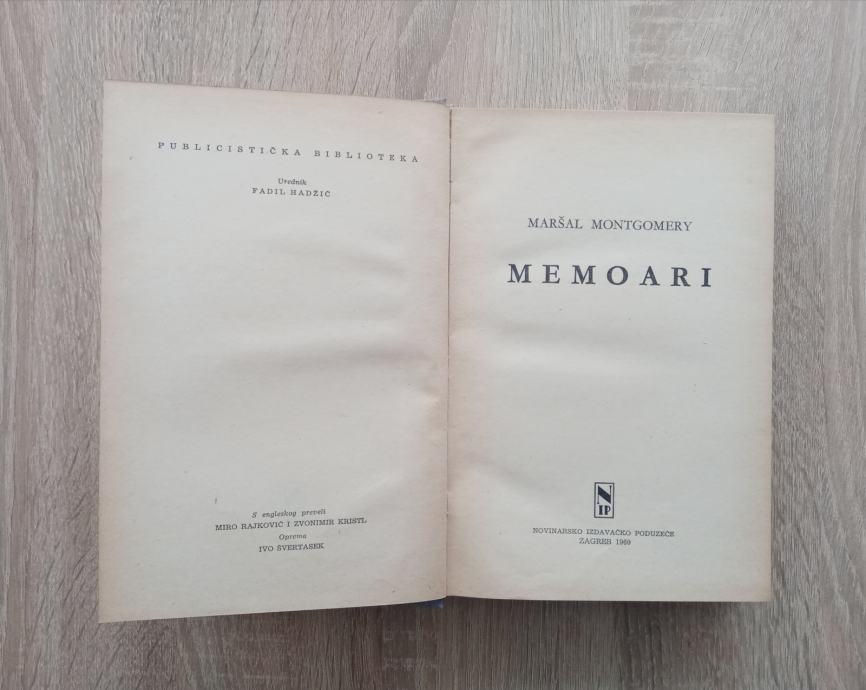 PUBLICISTIČKA BIBLIOTEKA
Urednik
FADIL HADŽIĆ
S engleskog preveli
MIRO RAJKOVIĆ I ZVONIMIR KRISTL
Oprema
IVO ŠVERTASEK
MARŠAL MONTGOMERY
MEMOARI
N
IP
NOVINARSKO IZDAVAČKO PODUZEĆE
ZAGREB 1960